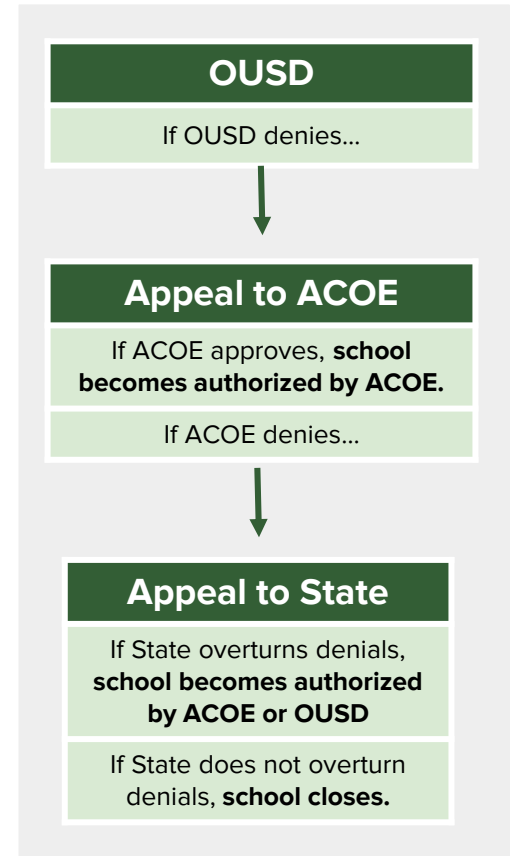 OUSD
If OUSD denies...
Appeal to ACOE
If ACOE approves, school
becomes authorized by ACOE.
If ACOE denies...
Appeal to State
If State overturns denials,
school becomes authorized
by ACOE or OUSD
If State does not overturn
denials, school closes.